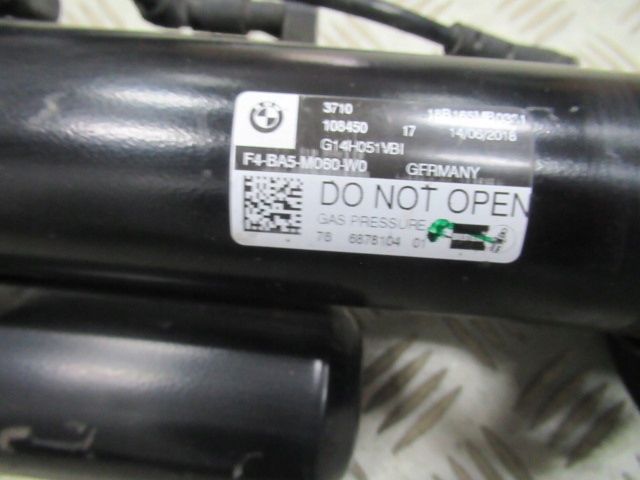 3710
108450 17 14/06/2018
G14H051VBI
F4-BA5-M060-W0 GERMANY
DO NOT OPEN
GAS PRESSURE
78 6878104 01